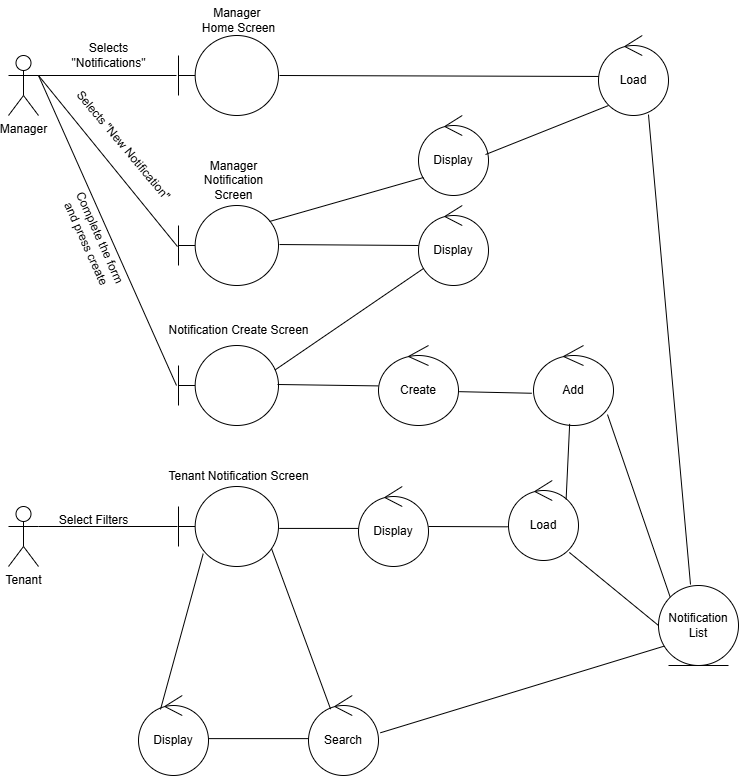 Manager
Home Screen
Selects
"Notifications"
Load
Manager
Selects "New Notification"
Display
Manager
Notification
Screen
Complete the form
and press create
Display
Notification Create Screen
Create
Add
Tenant Notification Screen
Select Filters
Display
Load
Tenant
Notification
List
Display
Search